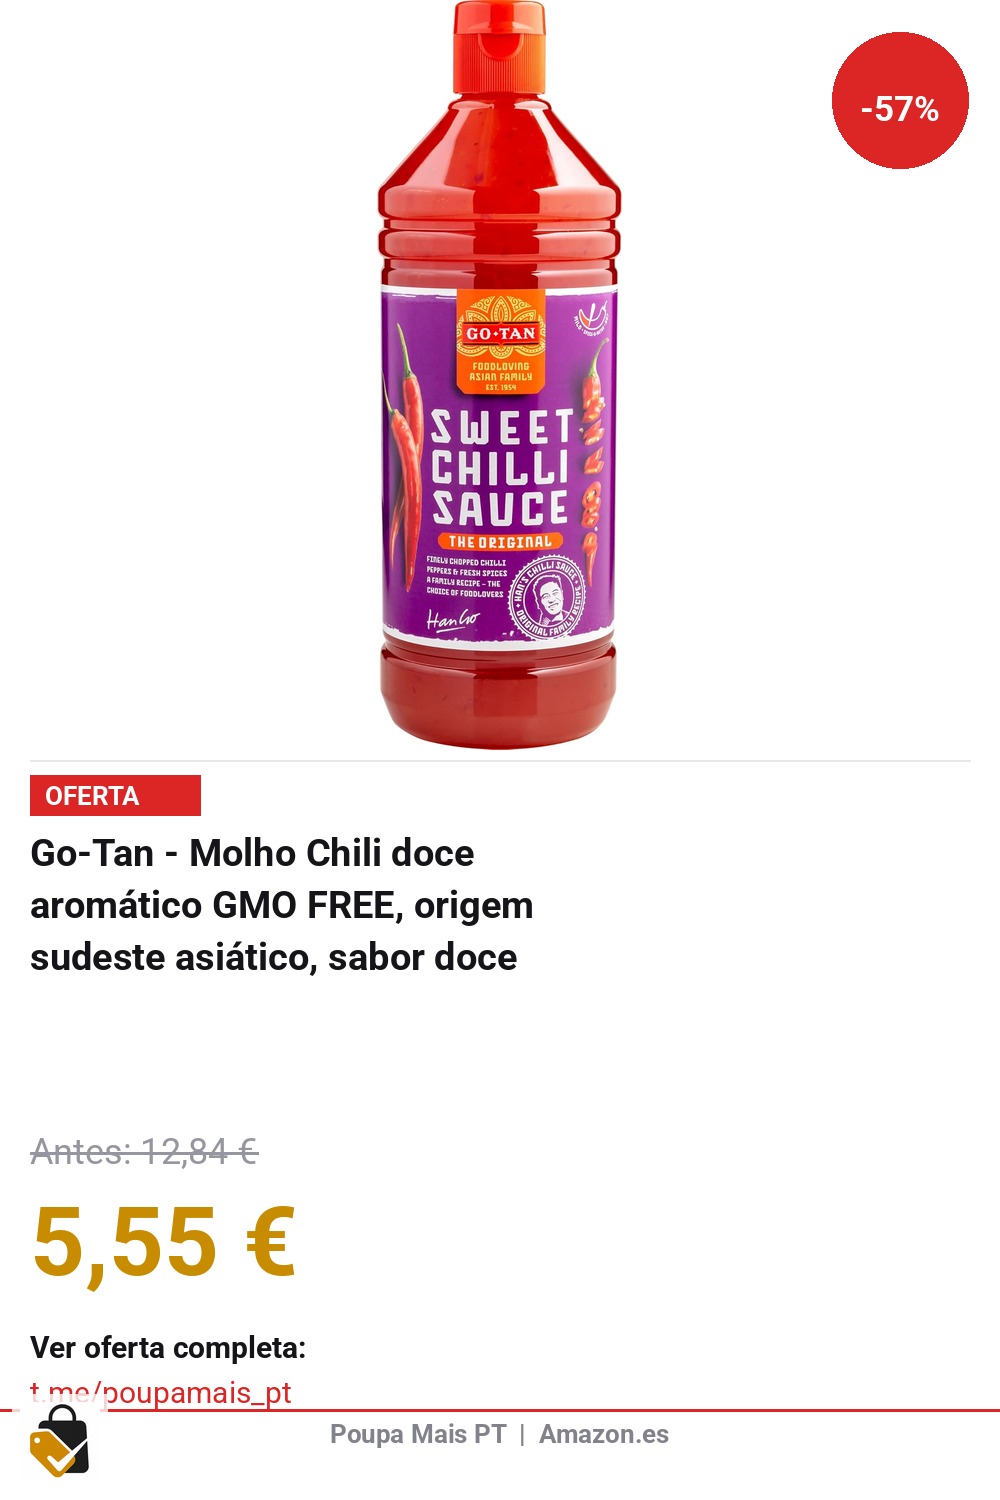 -57%
GO·TAN
FOODLOVING
ASIAN FAMILY
EST. 1954
SWEET
CHILLI
SAUCE
THE ORIGINAL
FINELY CHOPPED CHILLI
PEPPERS & FRESH SPICES
A FAMILY RECIPE – THE
CHOICE OF FOODLOVERS
Han Go
HAN'S CHILLI SAUCE
ORIGINAL FAMILY RECIPE
OFERTA
Go-Tan - Molho Chili doce
aromático GMO FREE, origem
sudeste asiático, sabor doce
Antes: 12,84 €
5,55 €
Ver oferta completa:
t.me/poupamais_pt
Poupa Mais PT | Amazon.es